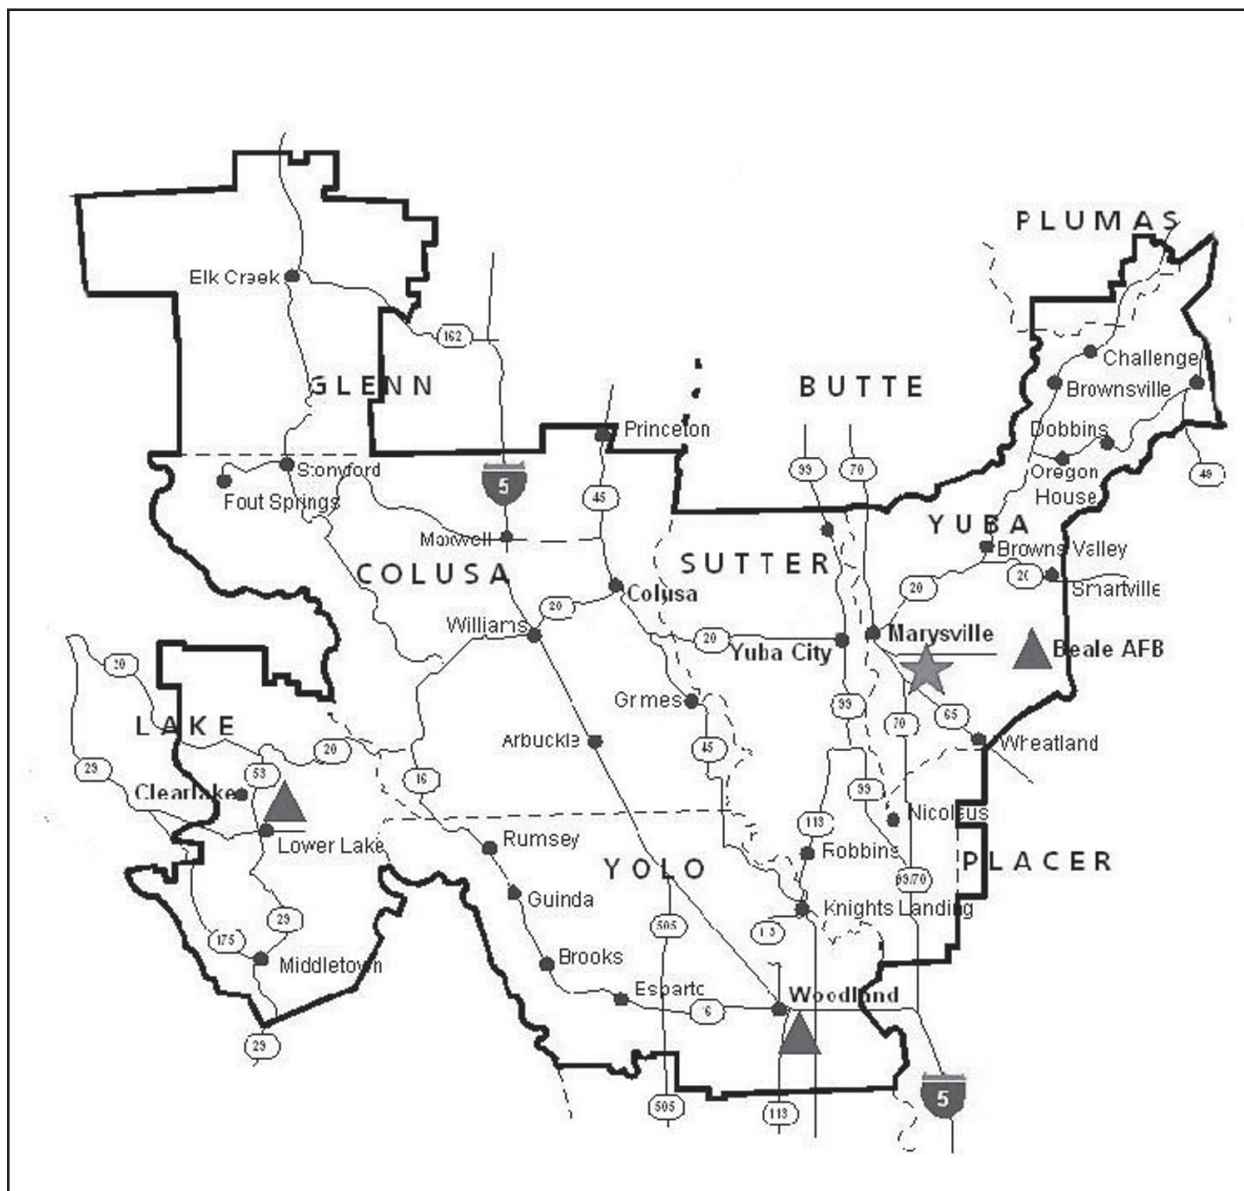 PLUMAS
Elk Creek
162
Challenge
GLENN
BUTTE
Brownsville
Princeton
Dobbins
99
70
Stonyford
Oregon
House
49
5
Fout Springs
45
YUBA
Maxwell
Browns Valley
SUTTER
COLUSA
20
Smartville
20
Colusa
20
Williams
Marysville
20
Yuba City
Beale AFB
20
Grimes
99
65
LAKE
70
20
Arbuckle
45
Wheatland
29
53
16
Clearlake
99
113
Nicolaus
Lower Lake
Rumsey
Robbins
YOLO
PLACER
99/70
Guinda
Knights Landing
29
505
175
Middletown
Brooks
Esparto
Woodland
16
29
5
505
113